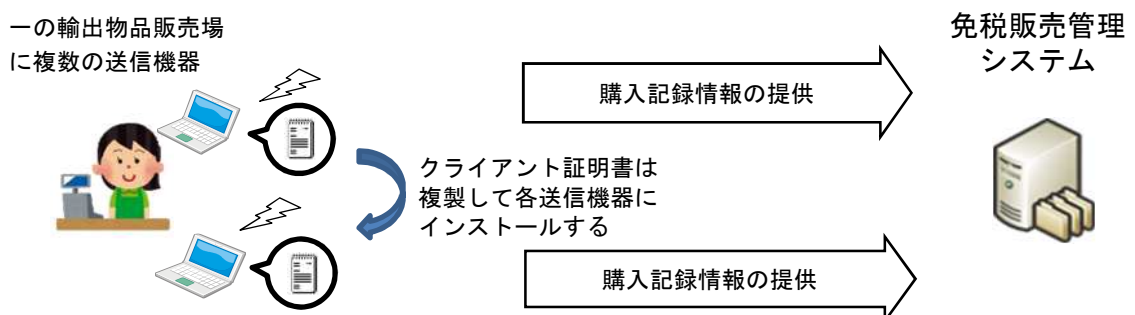 一の輸出物品販売場
に複数の送信機器
免税販売管理
システム
購入記録情報の提供
クライアント証明書は
複製して各送信機器に
インストールする
購入記録情報の提供